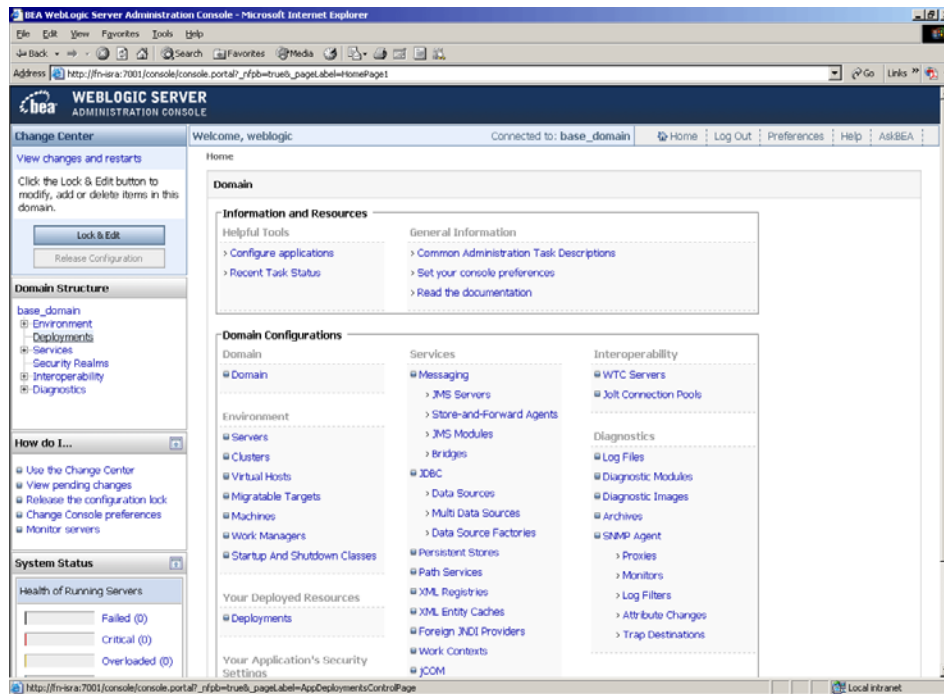 BEA WebLogic Server Administration Console - Microsoft Internet Explorer
File Edit View Favorites Tools Help
Back Search Favorites Media
Address http://fn-isra:7001/console/console.portal?_nfpb=true&_pageLabel=HomePage1 Go Links »
bea WEBLOGIC SERVER
ADMINISTRATION CONSOLE
Change Center
View changes and restarts
Click the Lock & Edit button to
modify, add or delete items in this
domain.
Lock & Edit
Release Configuration
Domain Structure
base_domain
Environment
Deployments
Services
Security Realms
Interoperability
Diagnostics
How do I...
Use the Change Center
View pending changes
Release the configuration lock
Change Console preferences
Monitor servers
System Status
Health of Running Servers
Failed (0)
Critical (0)
Overloaded (0)
Welcome, weblogic Connected to: base_domain Home Log Out Preferences Help AskBEA
Home
Domain
Information and Resources
Helpful Tools
› Configure applications
› Recent Task Status
General Information
› Common Administration Task Descriptions
› Set your console preferences
› Read the documentation
Domain Configurations
Domain
Domain
Environment
Servers
Clusters
Virtual Hosts
Migratable Targets
Machines
Work Managers
Startup And Shutdown Classes
Your Deployed Resources
Deployments
Your Application's Security
Settings
Services
Messaging
› JMS Servers
› Store-and-Forward Agents
› JMS Modules
› Bridges
JDBC
› Data Sources
› Multi Data Sources
› Data Source Factories
Persistent Stores
Path Services
XML Registries
XML Entity Caches
Foreign JNDI Providers
Work Contexts
jCOM
Interoperability
WTC Servers
Jolt Connection Pools
Diagnostics
Log Files
Diagnostic Modules
Diagnostic Images
Archives
SNMP Agent
› Proxies
› Monitors
› Log Filters
› Attribute Changes
› Trap Destinations
http://fn-isra:7001/console/console.portal?_nfpb=true&_pageLabel=AppDeploymentsControlPage Local intranet